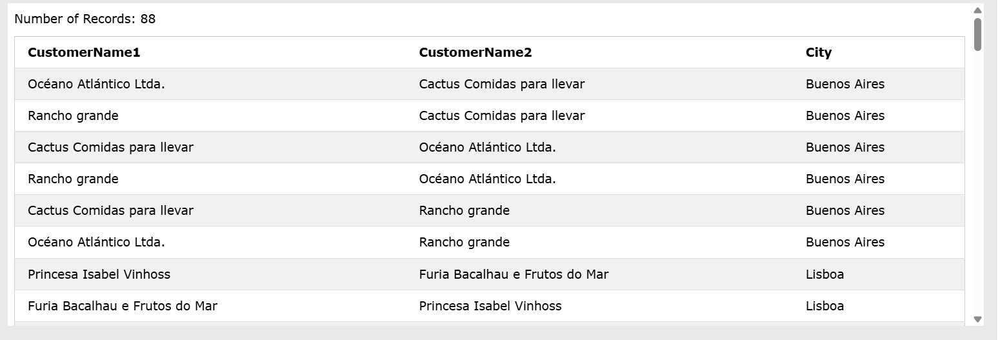 Number of Records: 88
CustomerName1 CustomerName2 City
Océano Atlántico Ltda. Cactus Comidas para llevar Buenos Aires
Rancho grande Cactus Comidas para llevar Buenos Aires
Cactus Comidas para llevar Océano Atlántico Ltda. Buenos Aires
Rancho grande Océano Atlántico Ltda. Buenos Aires
Cactus Comidas para llevar Rancho grande Buenos Aires
Océano Atlántico Ltda. Rancho grande Buenos Aires
Princesa Isabel Vinhoss Furia Bacalhau e Frutos do Mar Lisboa
Furia Bacalhau e Frutos do Mar Princesa Isabel Vinhoss Lisboa